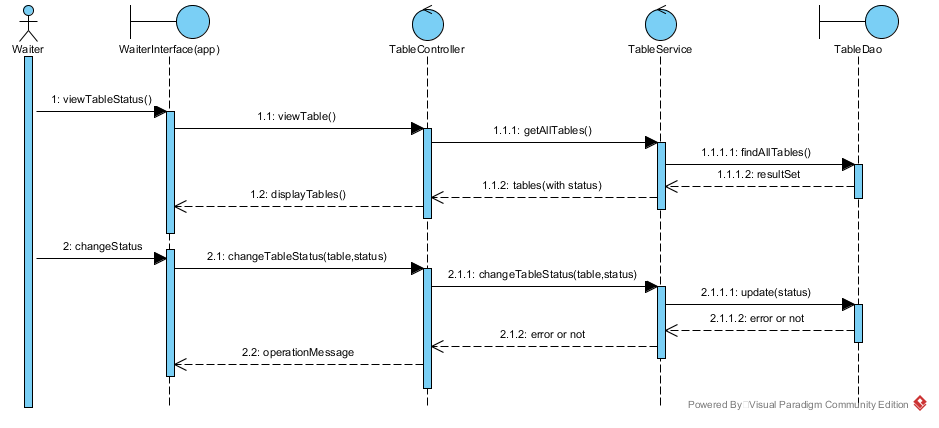 Waiter
WaiterInterface(app)
TableController
TableService
TableDao
1: viewTableStatus()
1.1: viewTable()
1.1.1: getAllTables()
1.1.1.1: findAllTables()
1.1.1.2: resultSet
1.1.2: tables(with status)
1.2: displayTables()
2: changeStatus
2.1: changeTableStatus(table,status)
2.1.1: changeTableStatus(table,status)
2.1.1.1: update(status)
2.1.1.2: error or not
2.1.2: error or not
2.2: operationMessage
Powered By Visual Paradigm Community Edition